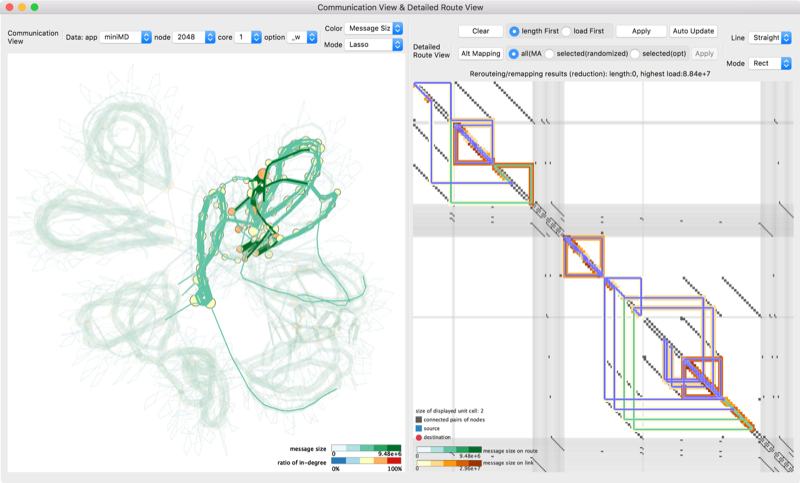 Communication View & Detailed Route View
Communication View
Data: app miniMD node 2048 core 1 option _w
Color Message Siz
Mode Lasso
message size
0 9.48e+6
ratio of in-degree
0% 100%
Detailed Route View
Clear length First load First Apply Auto Update
Alt Mapping all(MA selected(randomized) selected(opt) Apply
Line Straight
Mode Rect
Rerouteing/remapping results (reduction): length:0, highest load:8.84e+7
size of displayed unit cell: 2
connected pairs of nodes
source
destination
message size on route
0 9.48e+6
message size on link
0 2.96e+7